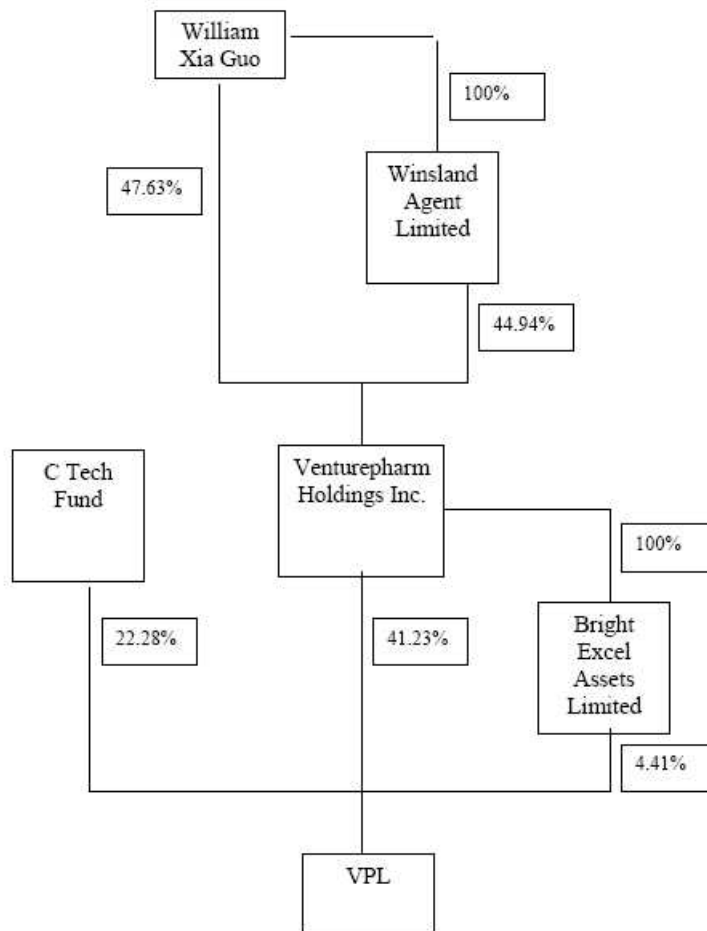 William
Xia Guo
100%
47.63%
Winsland
Agent
Limited
44.94%
C Tech
Fund
Venturepharm
Holdings Inc.
100%
22.28%
41.23%
Bright
Excel
Assets
Limited
4.41%
VPL